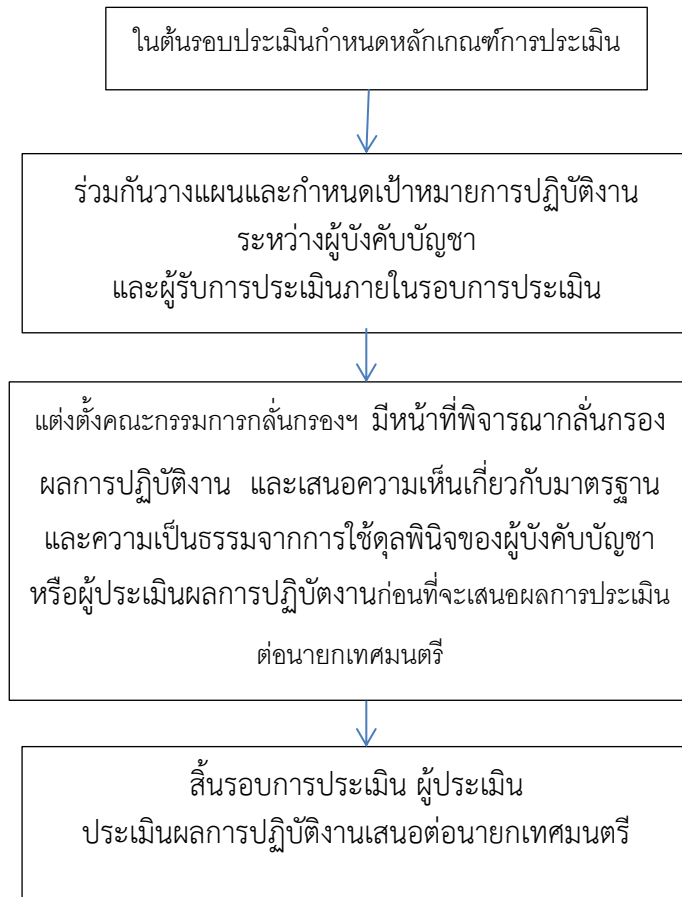 ในต้นรอบประเมินกำหนดหลักเกณฑ์การประเมิน
ร่วมกันวางแผนและกำหนดเป้าหมายการปฏิบัติงาน
ระหว่างผู้บังคับบัญชา
และผู้รับการประเมินภายในรอบการประเมิน
แต่งตั้งคณะกรรมการกลั่นกรองฯ มีหน้าที่พิจารณากลั่นกรอง
ผลการปฏิบัติงาน และเสนอความเห็นเกี่ยวกับมาตรฐาน
และความเป็นธรรมจากการใช้ดุลพินิจของผู้บังคับบัญชา
หรือผู้ประเมินผลการปฏิบัตงานก่อนที่จะเสนอผลการประเมิน
ต่อนายกเทศมนตรี
สิ้นรอบการประเมิน ผู้ประเมิน
ประเมินผลการปฏิบัติงานเสนอต่อนายกเทศมนตรี